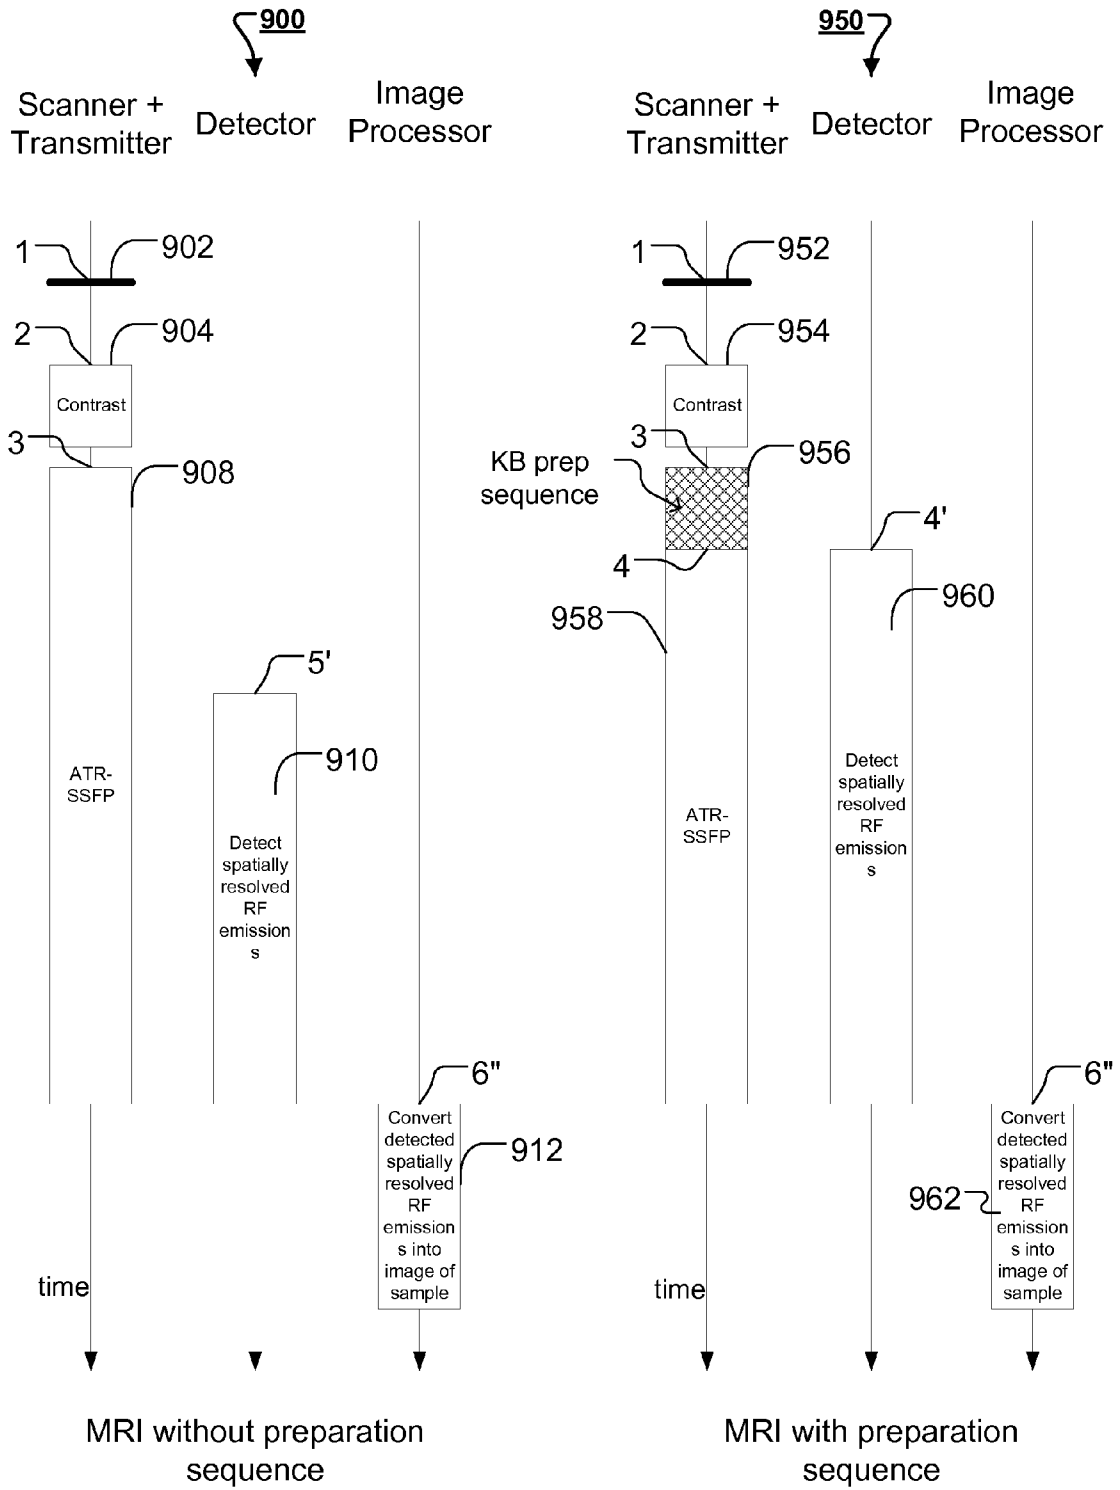 900
Scanner +
Transmitter
Detector
Image
Processor
1
902
2
904
Contrast
3
908
ATR-
SSFP
5'
910
Detect
spatially
resolved
RF
emission
s
6"
Convert
detected
spatially
resolved
RF
emission
s into
image of
sample
912
time
MRI without preparation
sequence
950
Scanner +
Transmitter
Detector
Image
Processor
1
952
2
954
Contrast
3
956
KB prep
sequence
4
4'
958
960
ATR-
SSFP
Detect
spatially
resolved
RF
emission
s
6"
Convert
detected
spatially
resolved
RF
emission
s into
image of
sample
962
time
MRI with preparation
sequence